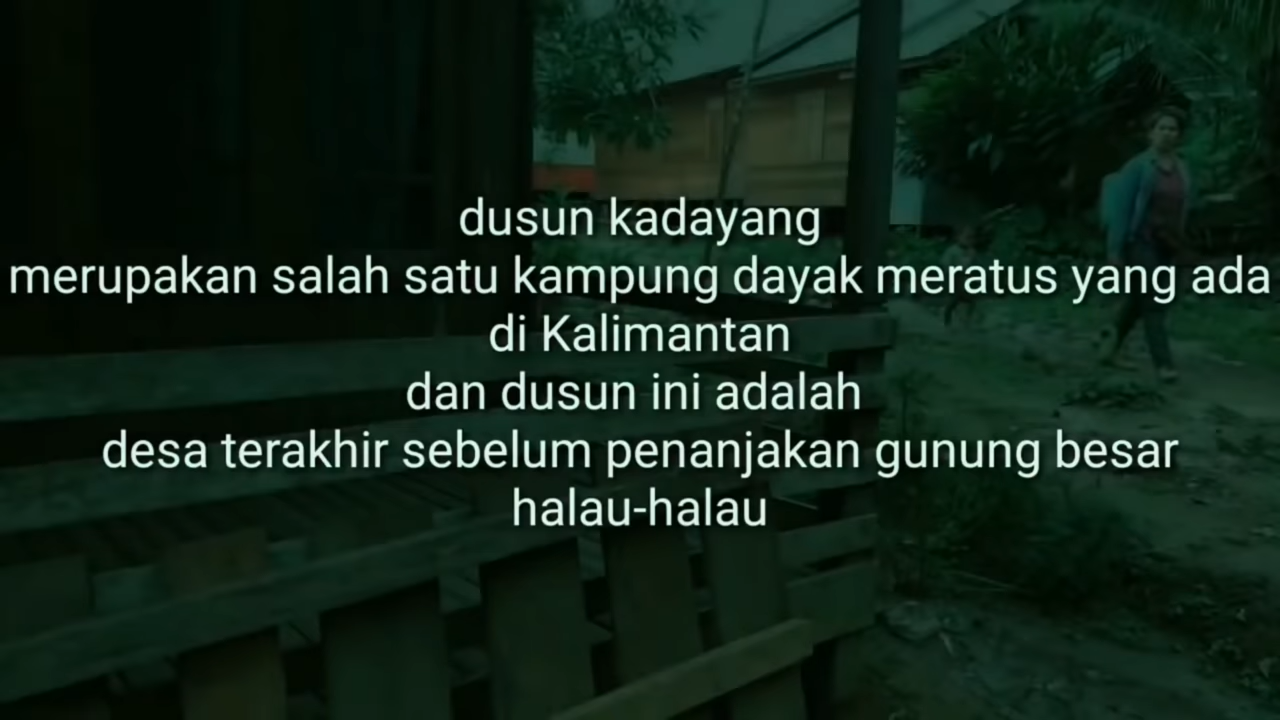 dusun kadayang
merupakan salah satu kampung dayak meratus yang ada
di Kalimantan
dan dusun ini adalah
desa terakhir sebelum penanjakan gunung besar
halau-halau